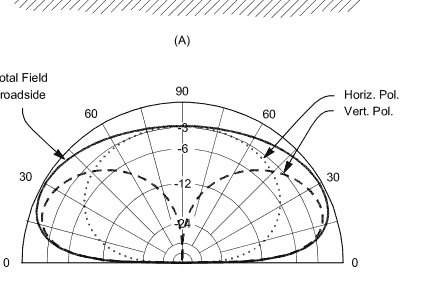 (A)
otal Field
roadside
90
Horiz. Pol.
Vert. Pol.
60
60
-3
-6
30
30
-12
-24
0
0